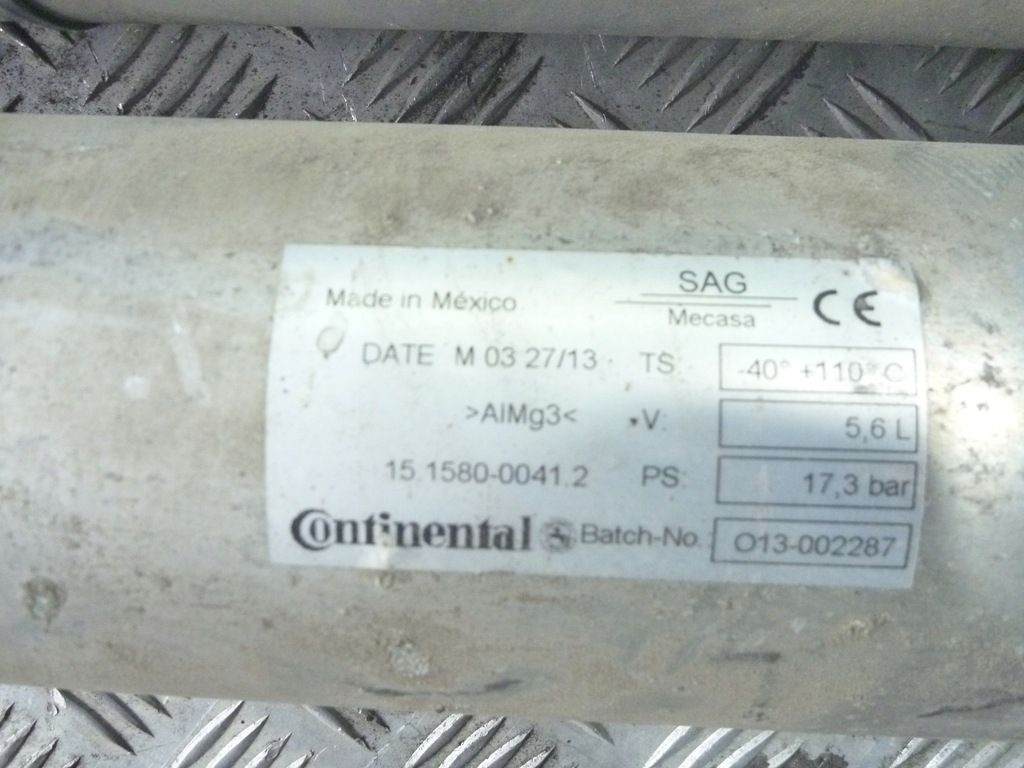 Made in México
SAG
Mecasa
CE
DATE M 03 27/13
TS: -40° +110° C
>AlMg3<
V: 5,6 L
15.1580-0041.2
PS: 17,3 bar
Continental
Batch-No.: O13-002287